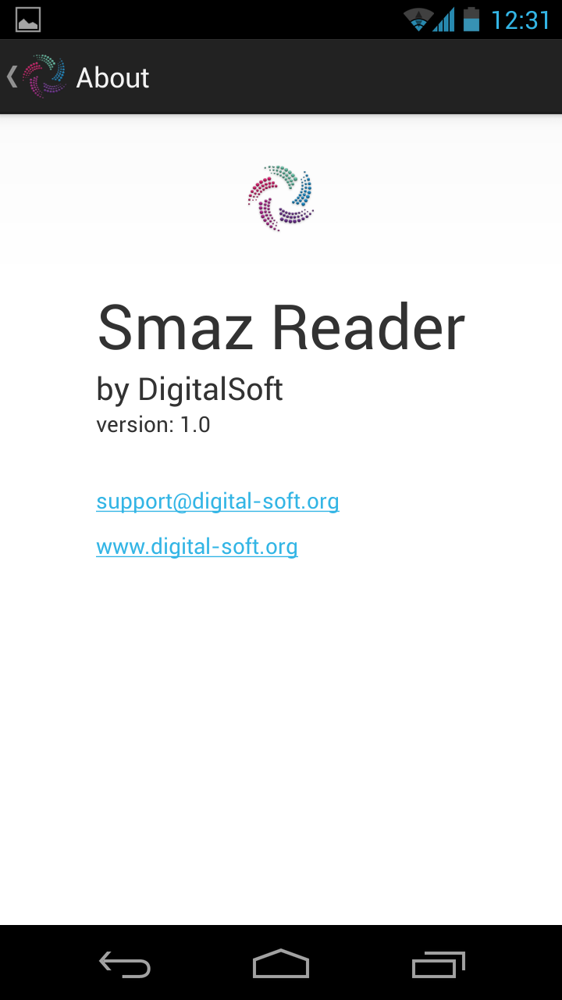 12:31
About
Smaz Reader
by DigitalSoft
version: 1.0
support@digital-soft.org
www.digital-soft.org